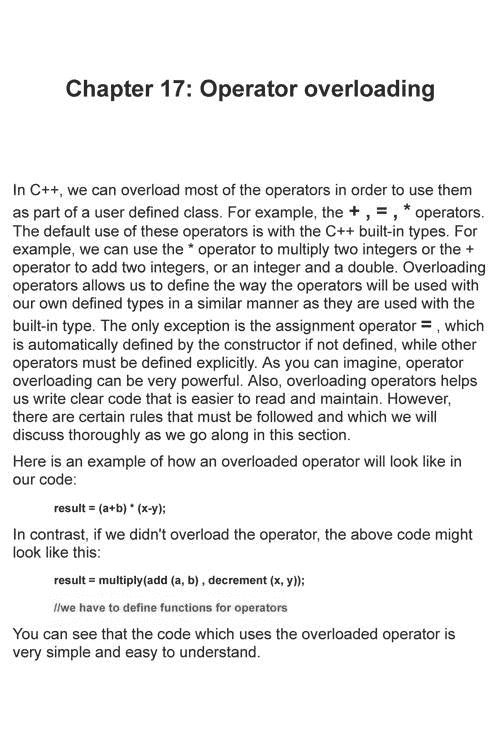 Chapter 17: Operator overloading
In C++, we can overload most of the operators in order to use them
as part of a user defined class. For example, the + , = , * operators.
The default use of these operators is with the C++ built-in types. For
example, we can use the * operator to multiply two integers or the +
operator to add two integers, or an integer and a double. Overloading
operators allows us to define the way the operators will be used with
our own defined types in a similar manner as they are used with the
built-in type. The only exception is the assignment operator = , which
is automatically defined by the constructor if not defined, while other
operators must be defined explicitly. As you can imagine, operator
overloading can be very powerful. Also, overloading operators helps
us write clear code that is easier to read and maintain. However,
there are certain rules that must be followed and which we will
discuss thoroughly as we go along in this section.
Here is an example of how an overloaded operator will look like in
our code:
result = (a+b) * (x-y);
In contrast, if we didn't overload the operator, the above code might
look like this:
result = multiply(add (a, b) , decrement (x, y));
//we have to define functions for operators
You can see that the code which uses the overloaded operator is
very simple and easy to understand.